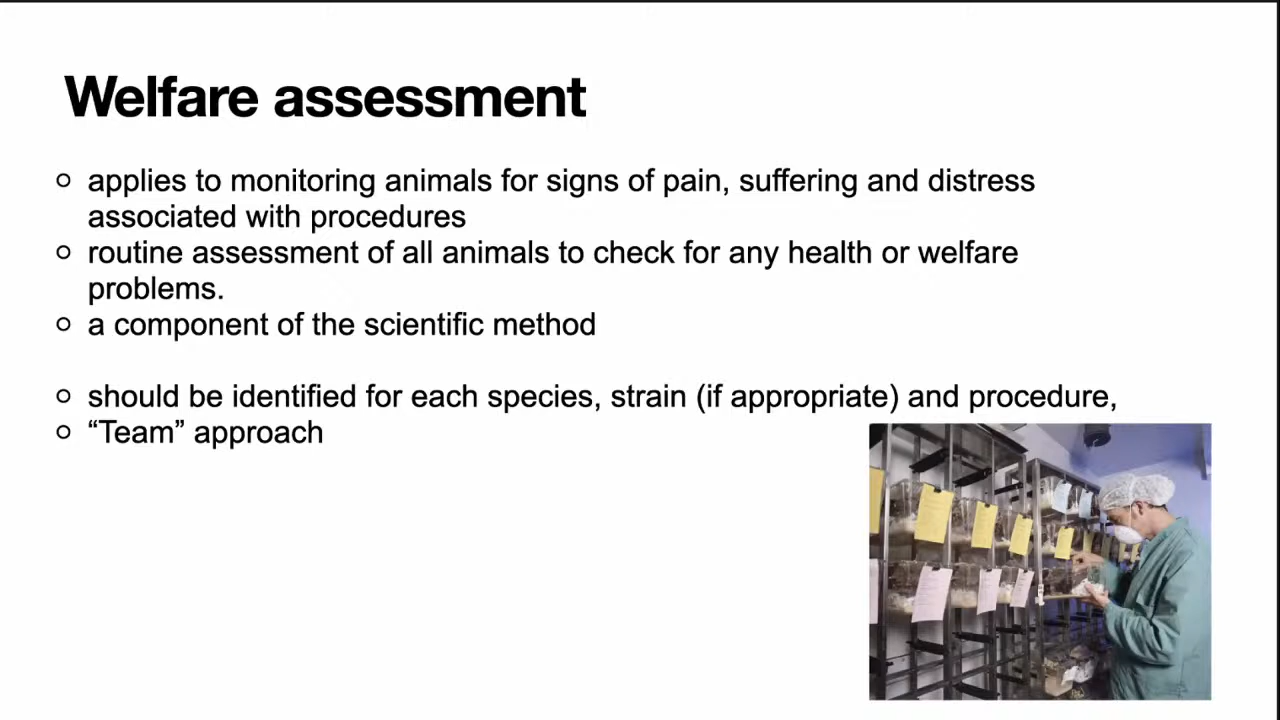 Welfare assessment
applies to monitoring animals for signs of pain, suffering and distress
associated with procedures
routine assessment of all animals to check for any health or welfare
problems.
a component of the scientific method
should be identified for each species, strain (if appropriate) and procedure,
“Team” approach